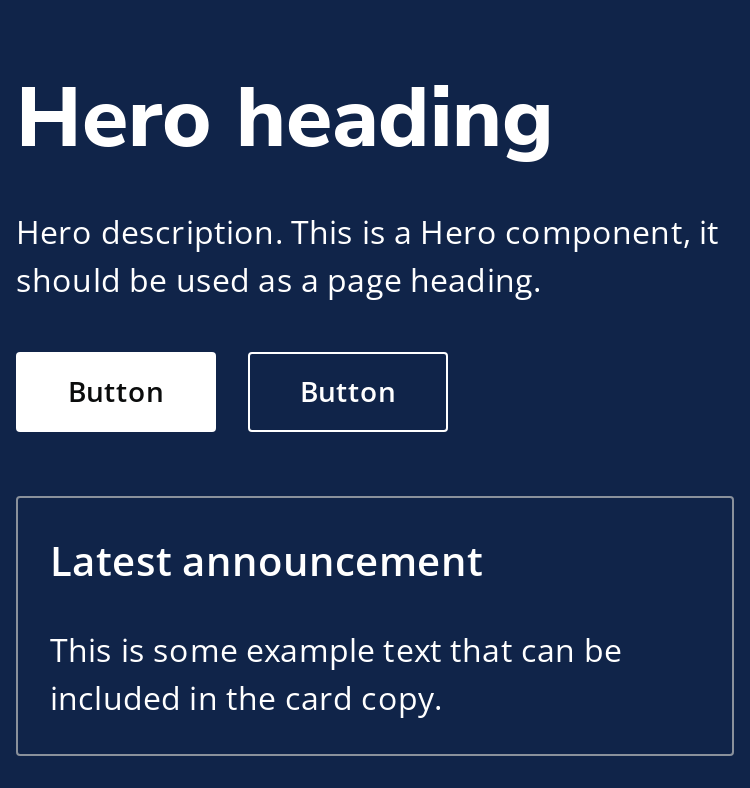 Hero heading
Hero description. This is a Hero component, it
should be used as a page heading.
Button Button
Latest announcement
This is some example text that can be
included in the card copy.